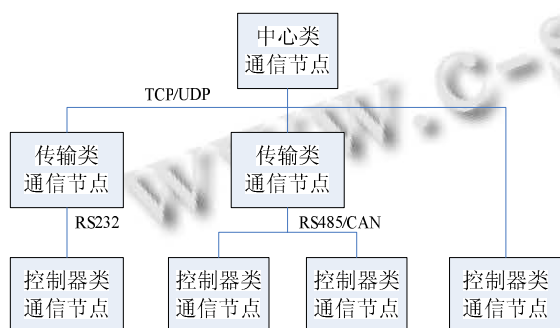 中心类
通信节点
TCP/UDP
传输类
通信节点
传输类
通信节点
RS232
RS485/CAN
控制器类
通信节点
控制器类
通信节点
控制器类
通信节点
控制器类
通信节点
www.c-s